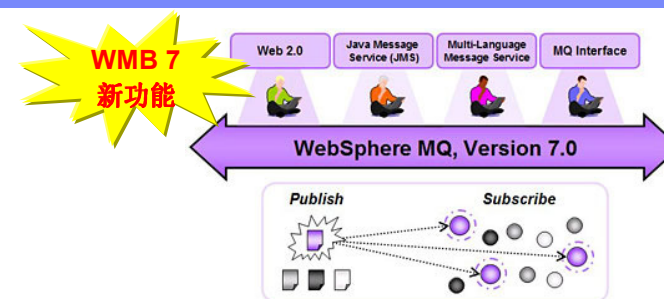 WMB 7
新功能
Web 2.0
Java Message
Service (JMS)
Multi-Language
Message Service
MQ Interface
WebSphere MQ, Version 7.0
Publish
Subscribe